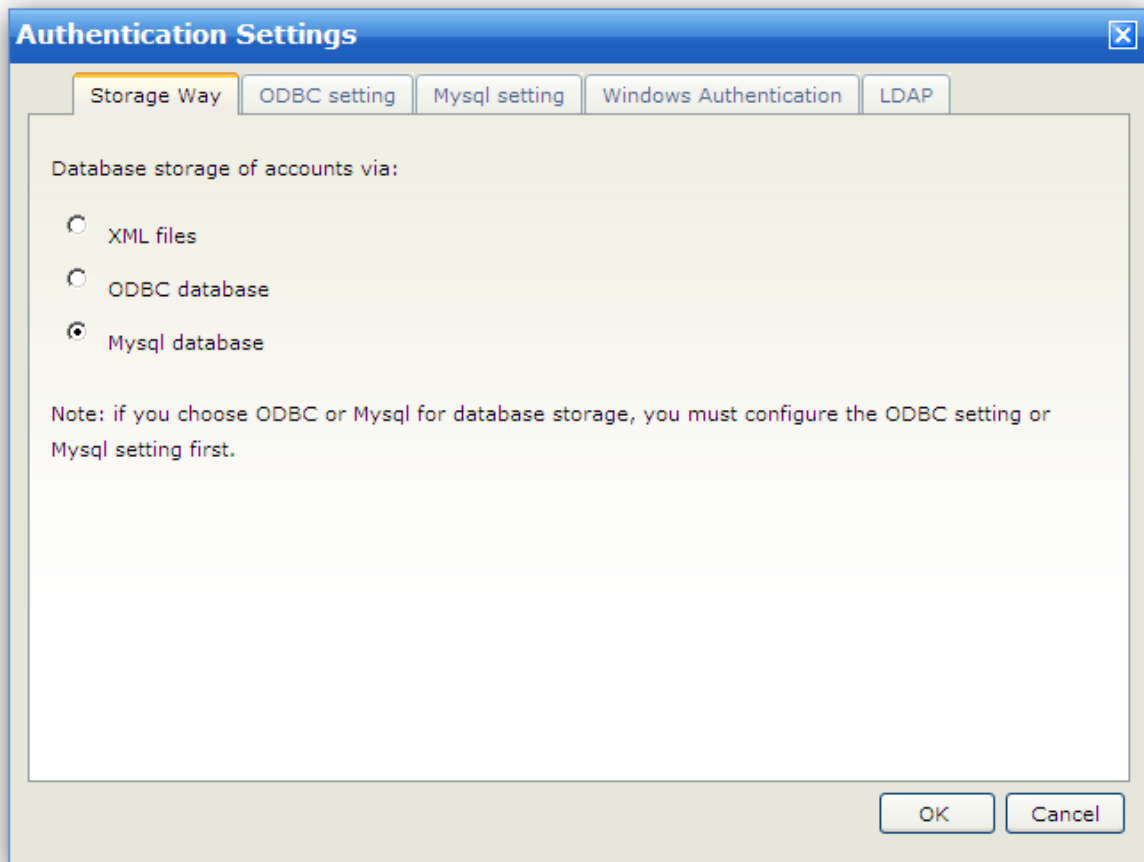 Authentication Settings
Storage Way ODBC setting Mysql setting Windows Authentication LDAP
Database storage of accounts via:
XML files
ODBC database
Mysql database
Note: if you choose ODBC or Mysql for database storage, you must configure the ODBC setting or
Mysql setting first.
OK Cancel